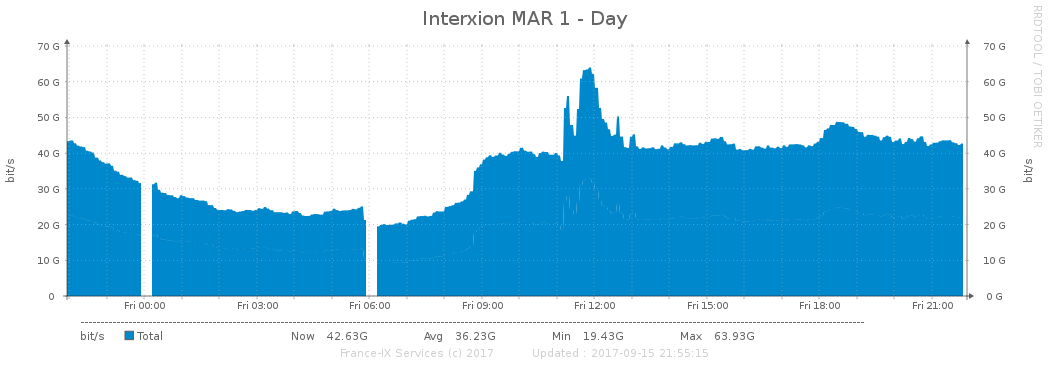 Interxion MAR 1 - Day
RRDTOOL / TOBI OETIKER
bit/s
bit/s
70 G 70 G
60 G 60 G
50 G 50 G
40 G 40 G
30 G 30 G
20 G 20 G
10 G 10 G
0 0 G
Fri 00:00 Fri 03:00 Fri 06:00 Fri 09:00 Fri 12:00 Fri 15:00 Fri 18:00 Fri 21:00
bit/s Total Now 42.63G Avg 36.23G Min 19.43G Max 63.93G
France-IX Services (c) 2017 Updated : 2017-09-15 21:55:15